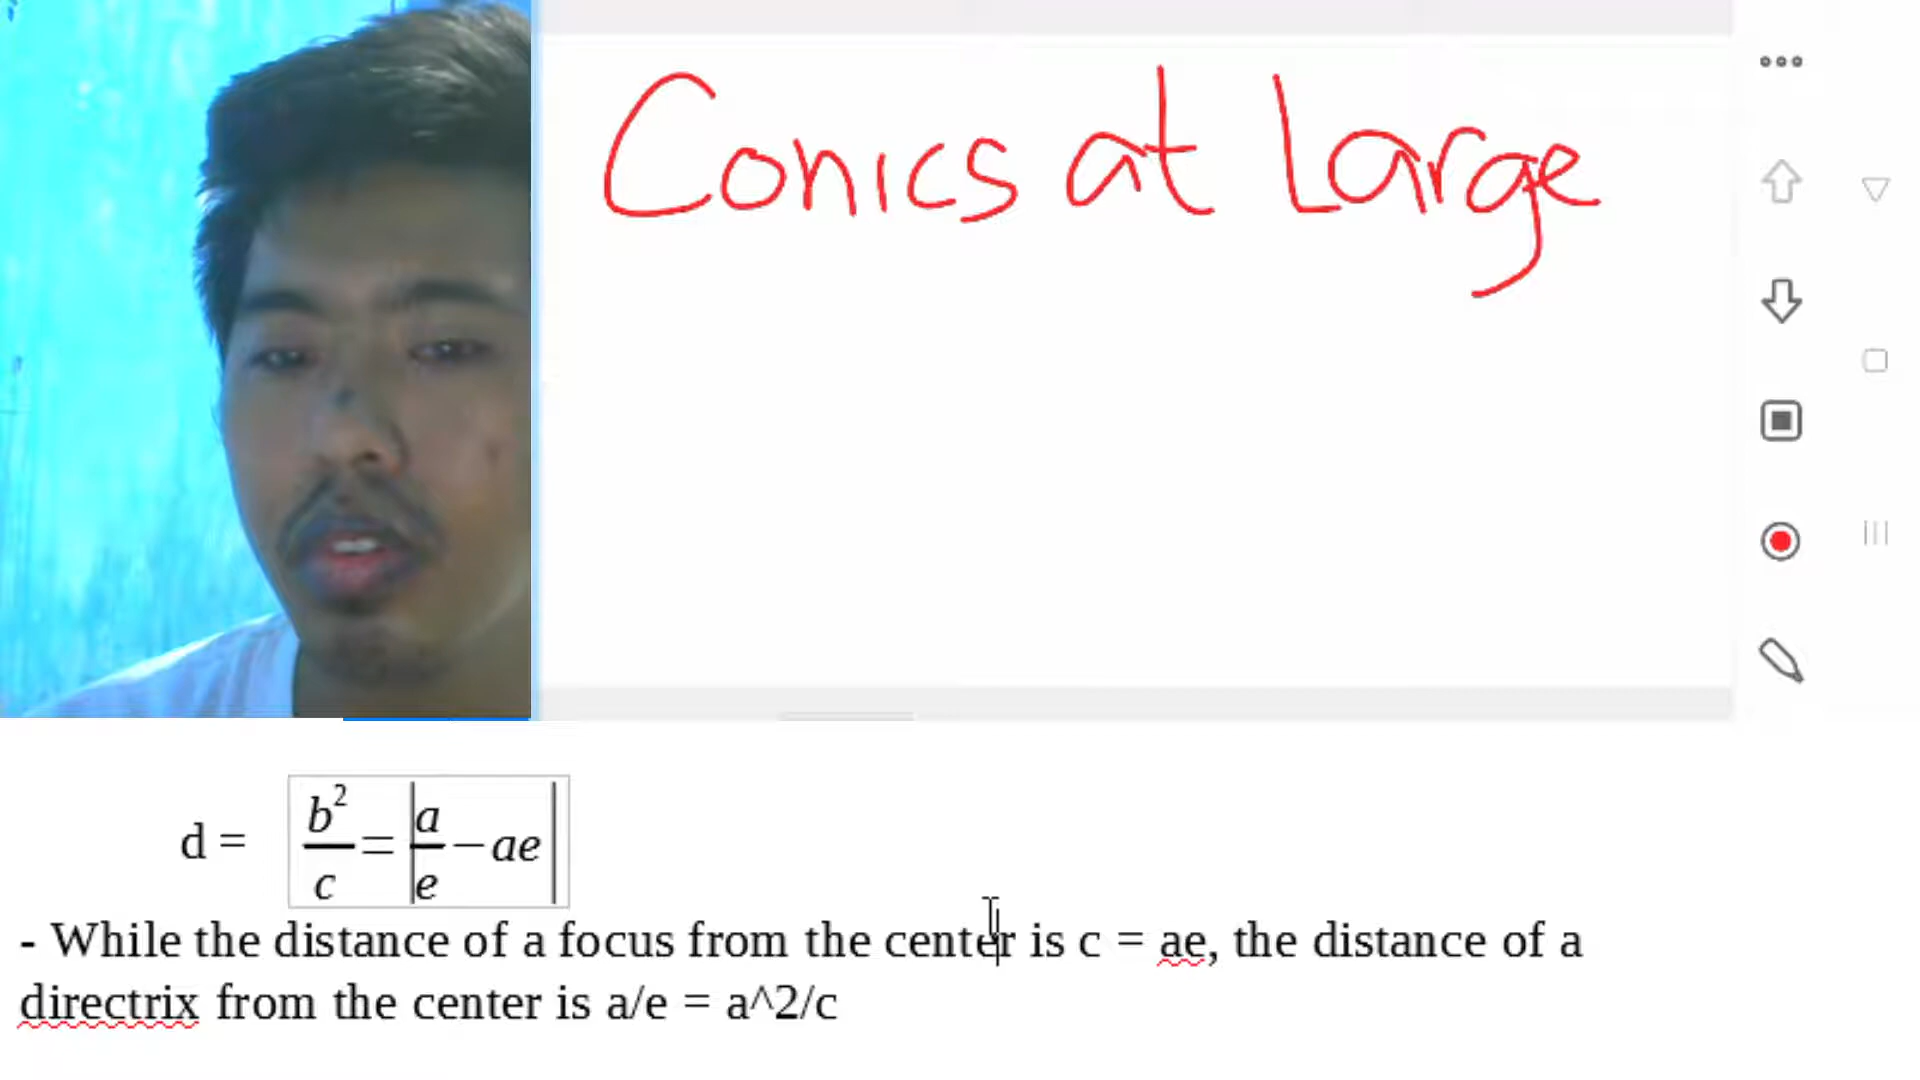 Conics at Large
d = b²/c = |a/e − ae|
- While the distance of a focus from the center is c = ae, the distance of a
directrix from the center is a/e = a^2/c